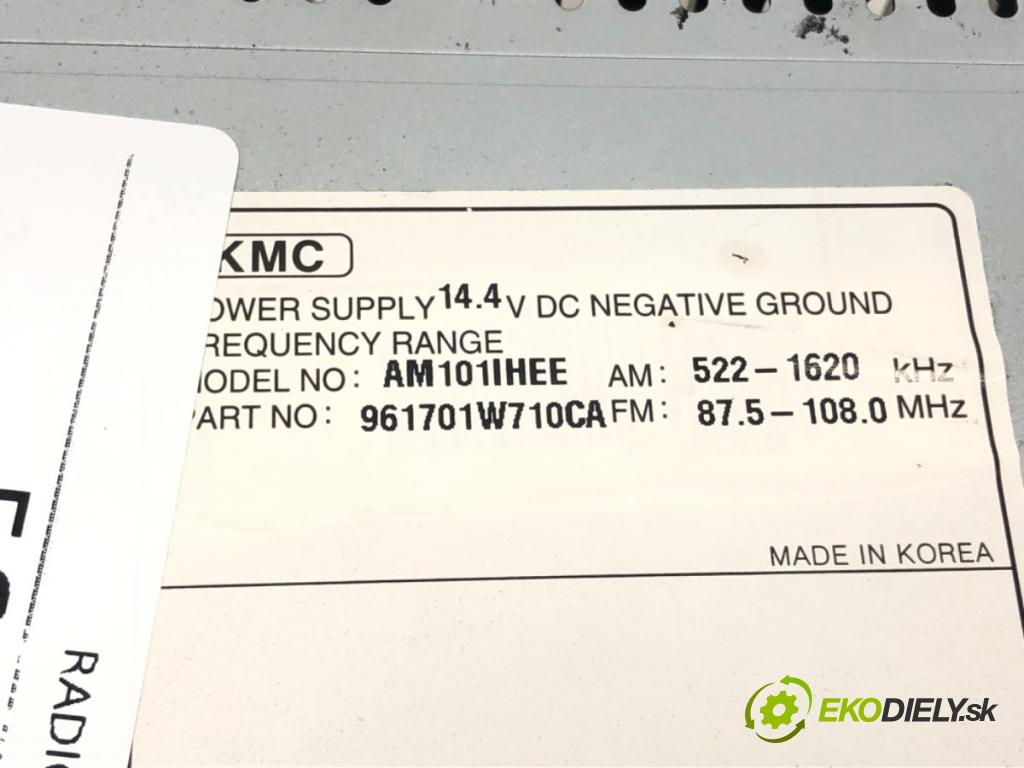 KMC
OWER SUPPLY 14.4 V DC NEGATIVE GROUND
REQUENCY RANGE
ODEL NO: AM101IHEE AM: 522-1620 kHz
ART NO: 961701W710CA FM: 87.5-108.0 MHz
MADE IN KOREA
RADIO
EKODIELY.sk